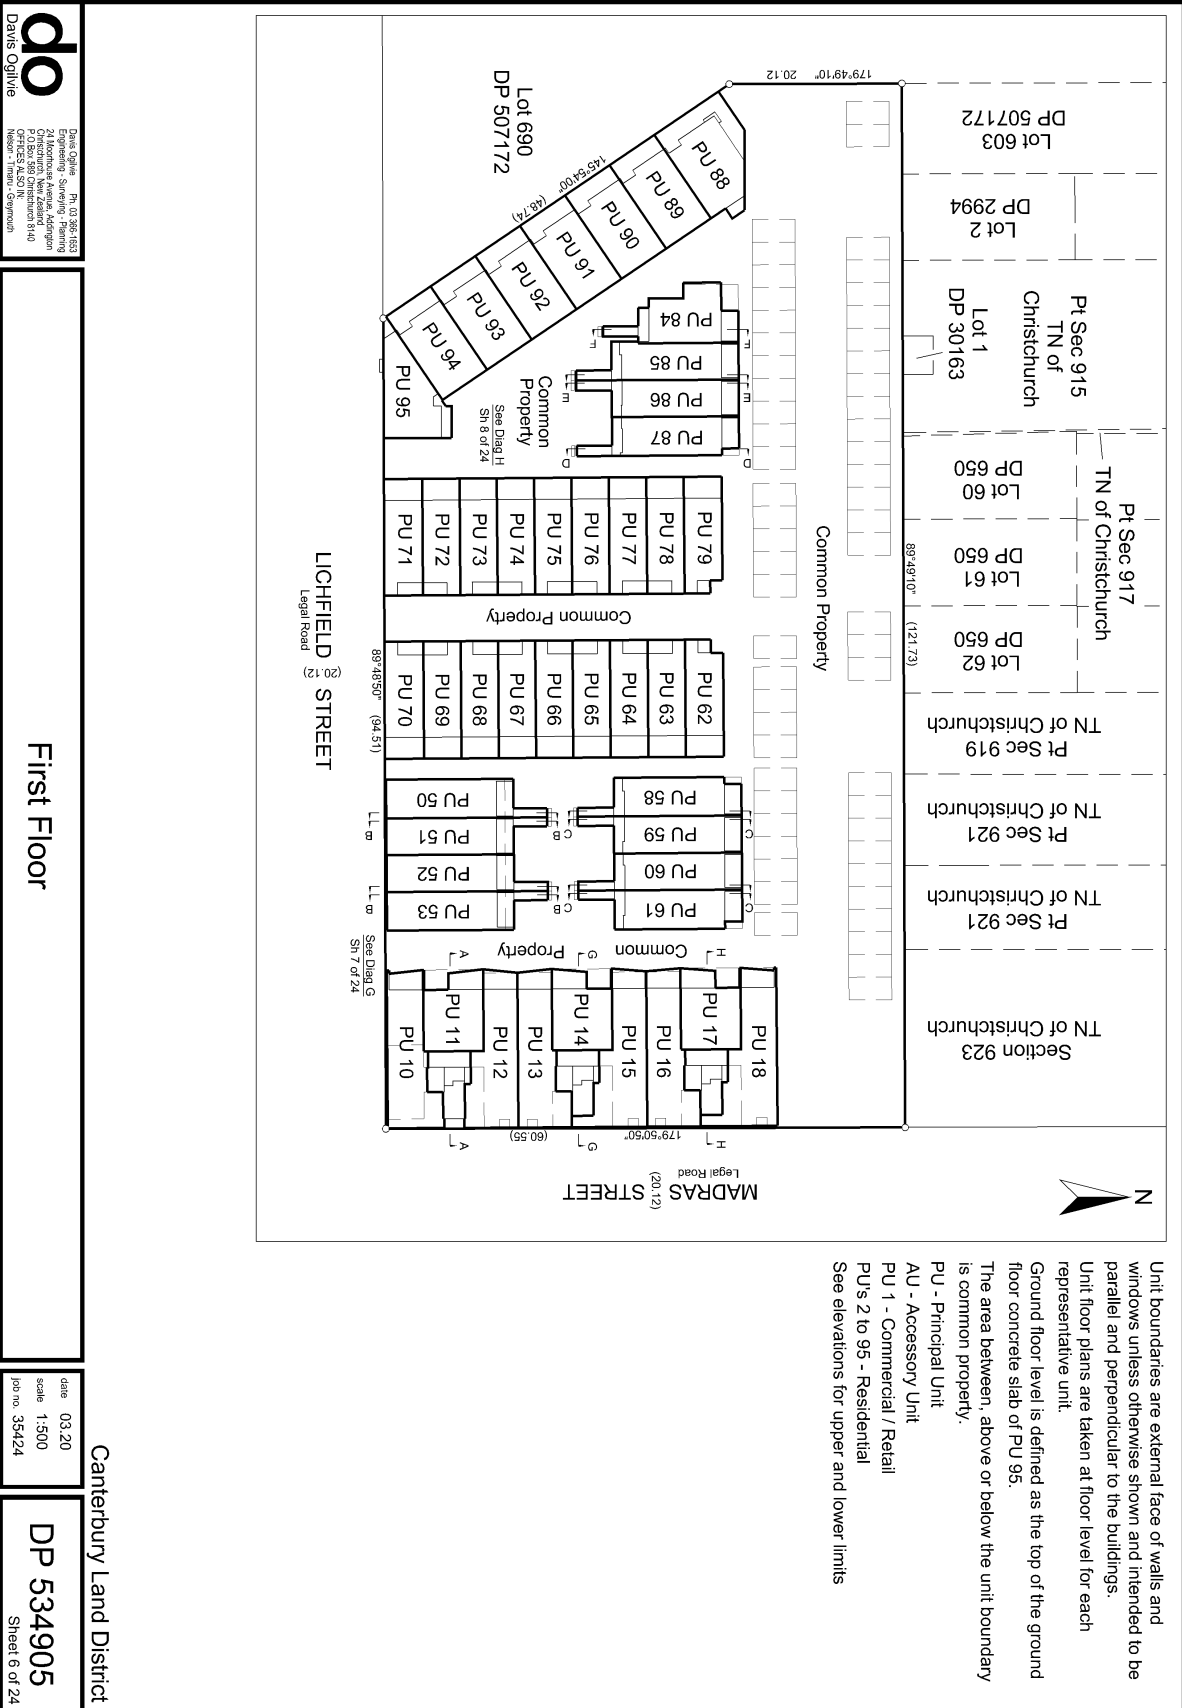 Unit boundaries are external face of walls and
windows unless otherwise shown and intended to be
parallel and perpendicular to the buildings.
Unit floor plans are taken at floor level for each
representative unit.
Ground floor level is defined as the top of the ground
floor concrete slab of PU 95.
The area between, above or below the unit boundary
is common property.
PU - Principal Unit
AU - Accessory Unit
PU 1 - Commercial / Retail
PU's 2 to 95 - Residential
See elevations for upper and lower limits
N
Lot 603
DP 507172
Lot 2
DP 2994
Pt Sec 915
TN of
Christchurch
Lot 1
DP 30163
Pt Sec 917
TN of Christchurch
Lot 60
DP 650
Lot 61
DP 650
Lot 62
DP 650
Pt Sec 919
TN of Christchurch
Pt Sec 921
TN of Christchurch
Pt Sec 921
TN of Christchurch
Section 923
TN of Christchurch
179°49'10" 20.12
89°49'10" (121.73)
Common Property
Lot 690
DP 507172
145°54'00"
(48.74)
PU 88
PU 89
PU 90
PU 91
PU 92
PU 93
PU 94
PU 95
PU 84
PU 85
PU 86
PU 87
F
F
E
E
D
D
Common
Property
See Diag H
Sh 8 of 24
PU 79
PU 78
PU 77
PU 76
PU 75
PU 74
PU 73
PU 72
PU 71
Common Property
PU 62
PU 63
PU 64
PU 65
PU 66
PU 67
PU 68
PU 69
PU 70
89°48'50" (94.51)
LICHFIELD (20.12) STREET
Legal Road
PU 58
PU 59
PU 60
PU 61
C
C
C
C
PU 50
PU 51
PU 52
PU 53
B
B
B
B
Common Property
See Diag G
Sh 7 of 24
H
G
A
PU 18
PU 17
PU 16
PU 15
PU 14
PU 13
PU 12
PU 11
PU 10
H
G
A
179°50'50" (60.55)
MADRAS (20.12) STREET
Legal Road
Canterbury Land District
do
Davis Ogilvie
Davis Ogilvie Ph. 03 366-1653
Engineering - Surveying - Planning
24 Moorhouse Avenue, Addington
Christchurch, New Zealand
P.O.Box 589 Christchurch 8140
OFFICES ALSO IN:
Nelson - Timaru - Greymouth
First Floor
date 03.20
scale 1:500
job no. 35424
DP 534905
Sheet 6 of 24